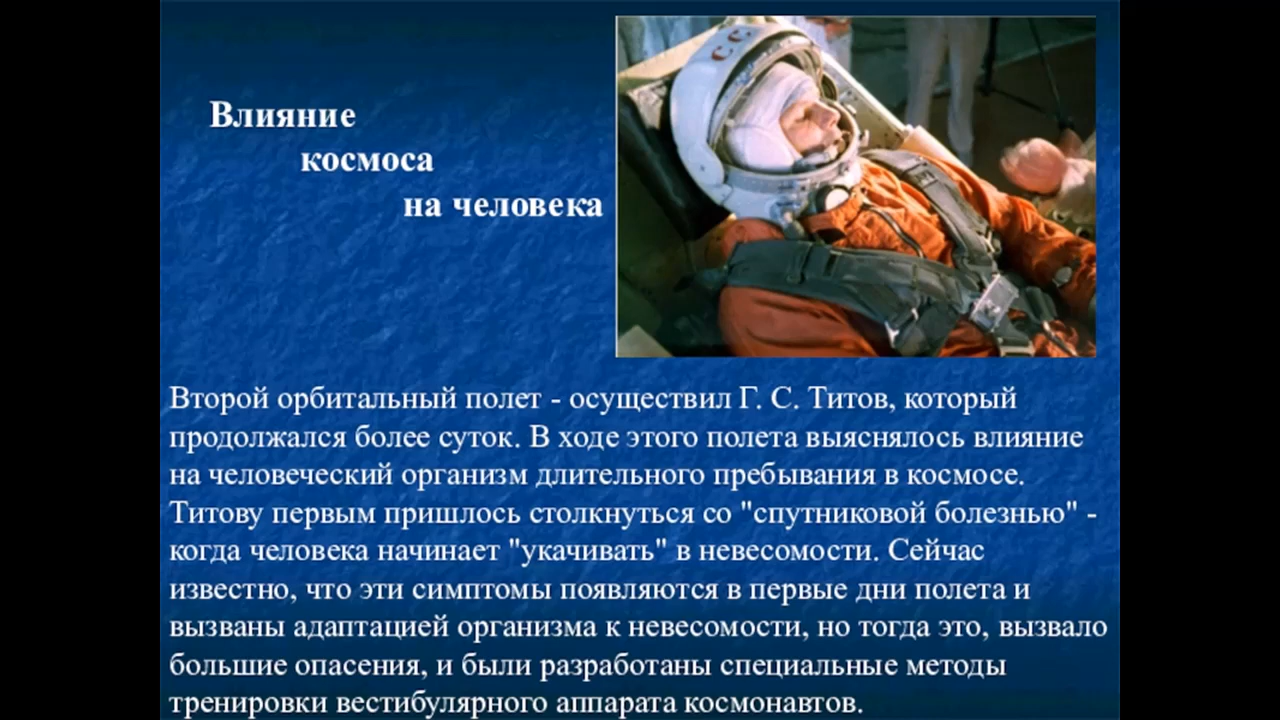 Влияние
космоса
на человека
СС
Второй орбитальный полет - осуществил Г. С. Титов, который
продолжался более суток. В ходе этого полета выяснялось влияние
на человеческий организм длительного пребывания в космосе.
Титову первым пришлось столкнуться со "спутниковой болезнью" -
когда человека начинает "укачивать" в невесомости. Сейчас
известно, что эти симптомы появляются в первые дни полета и
вызваны адаптацией организма к невесомости, но тогда это, вызвало
большие опасения, и были разработаны специальные методы
тренировки вестибулярного аппарата космонавтов.